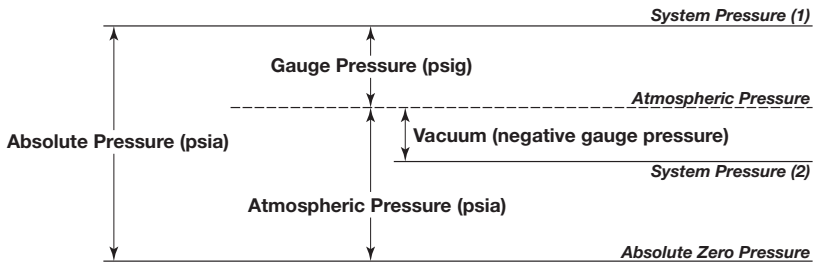 System Pressure (1)
Gauge Pressure (psig)
Atmospheric Pressure
Vacuum (negative gauge pressure)
Absolute Pressure (psia)
System Pressure (2)
Atmospheric Pressure (psia)
Absolute Zero Pressure